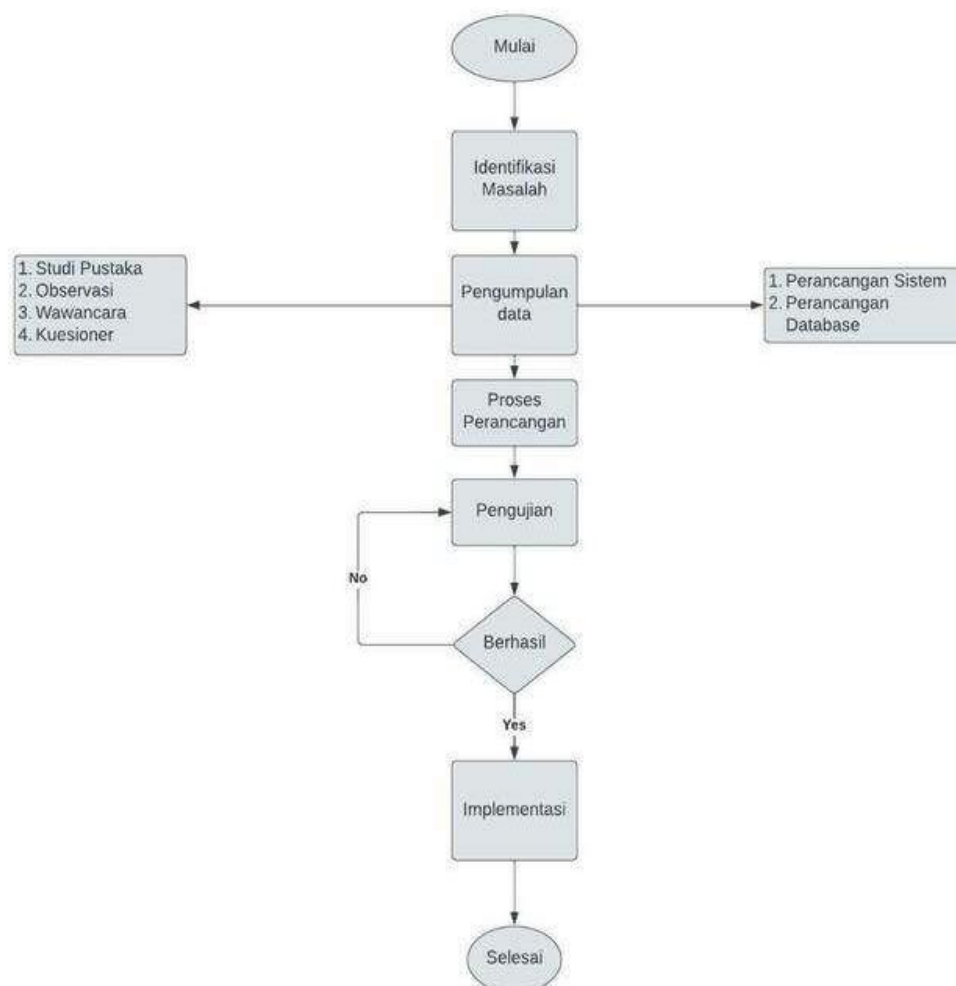 Mulai
Identifikasi
Masalah
1. Studi Pustaka
2. Observasi
3. Wawancara
4. Kuesioner
Pengumpulan
data
1. Perancangan Sistem
2. Perancangan
Database
Proses
Perancangan
Pengujian
No
Berhasil
Yes
Implementasi
Selesai